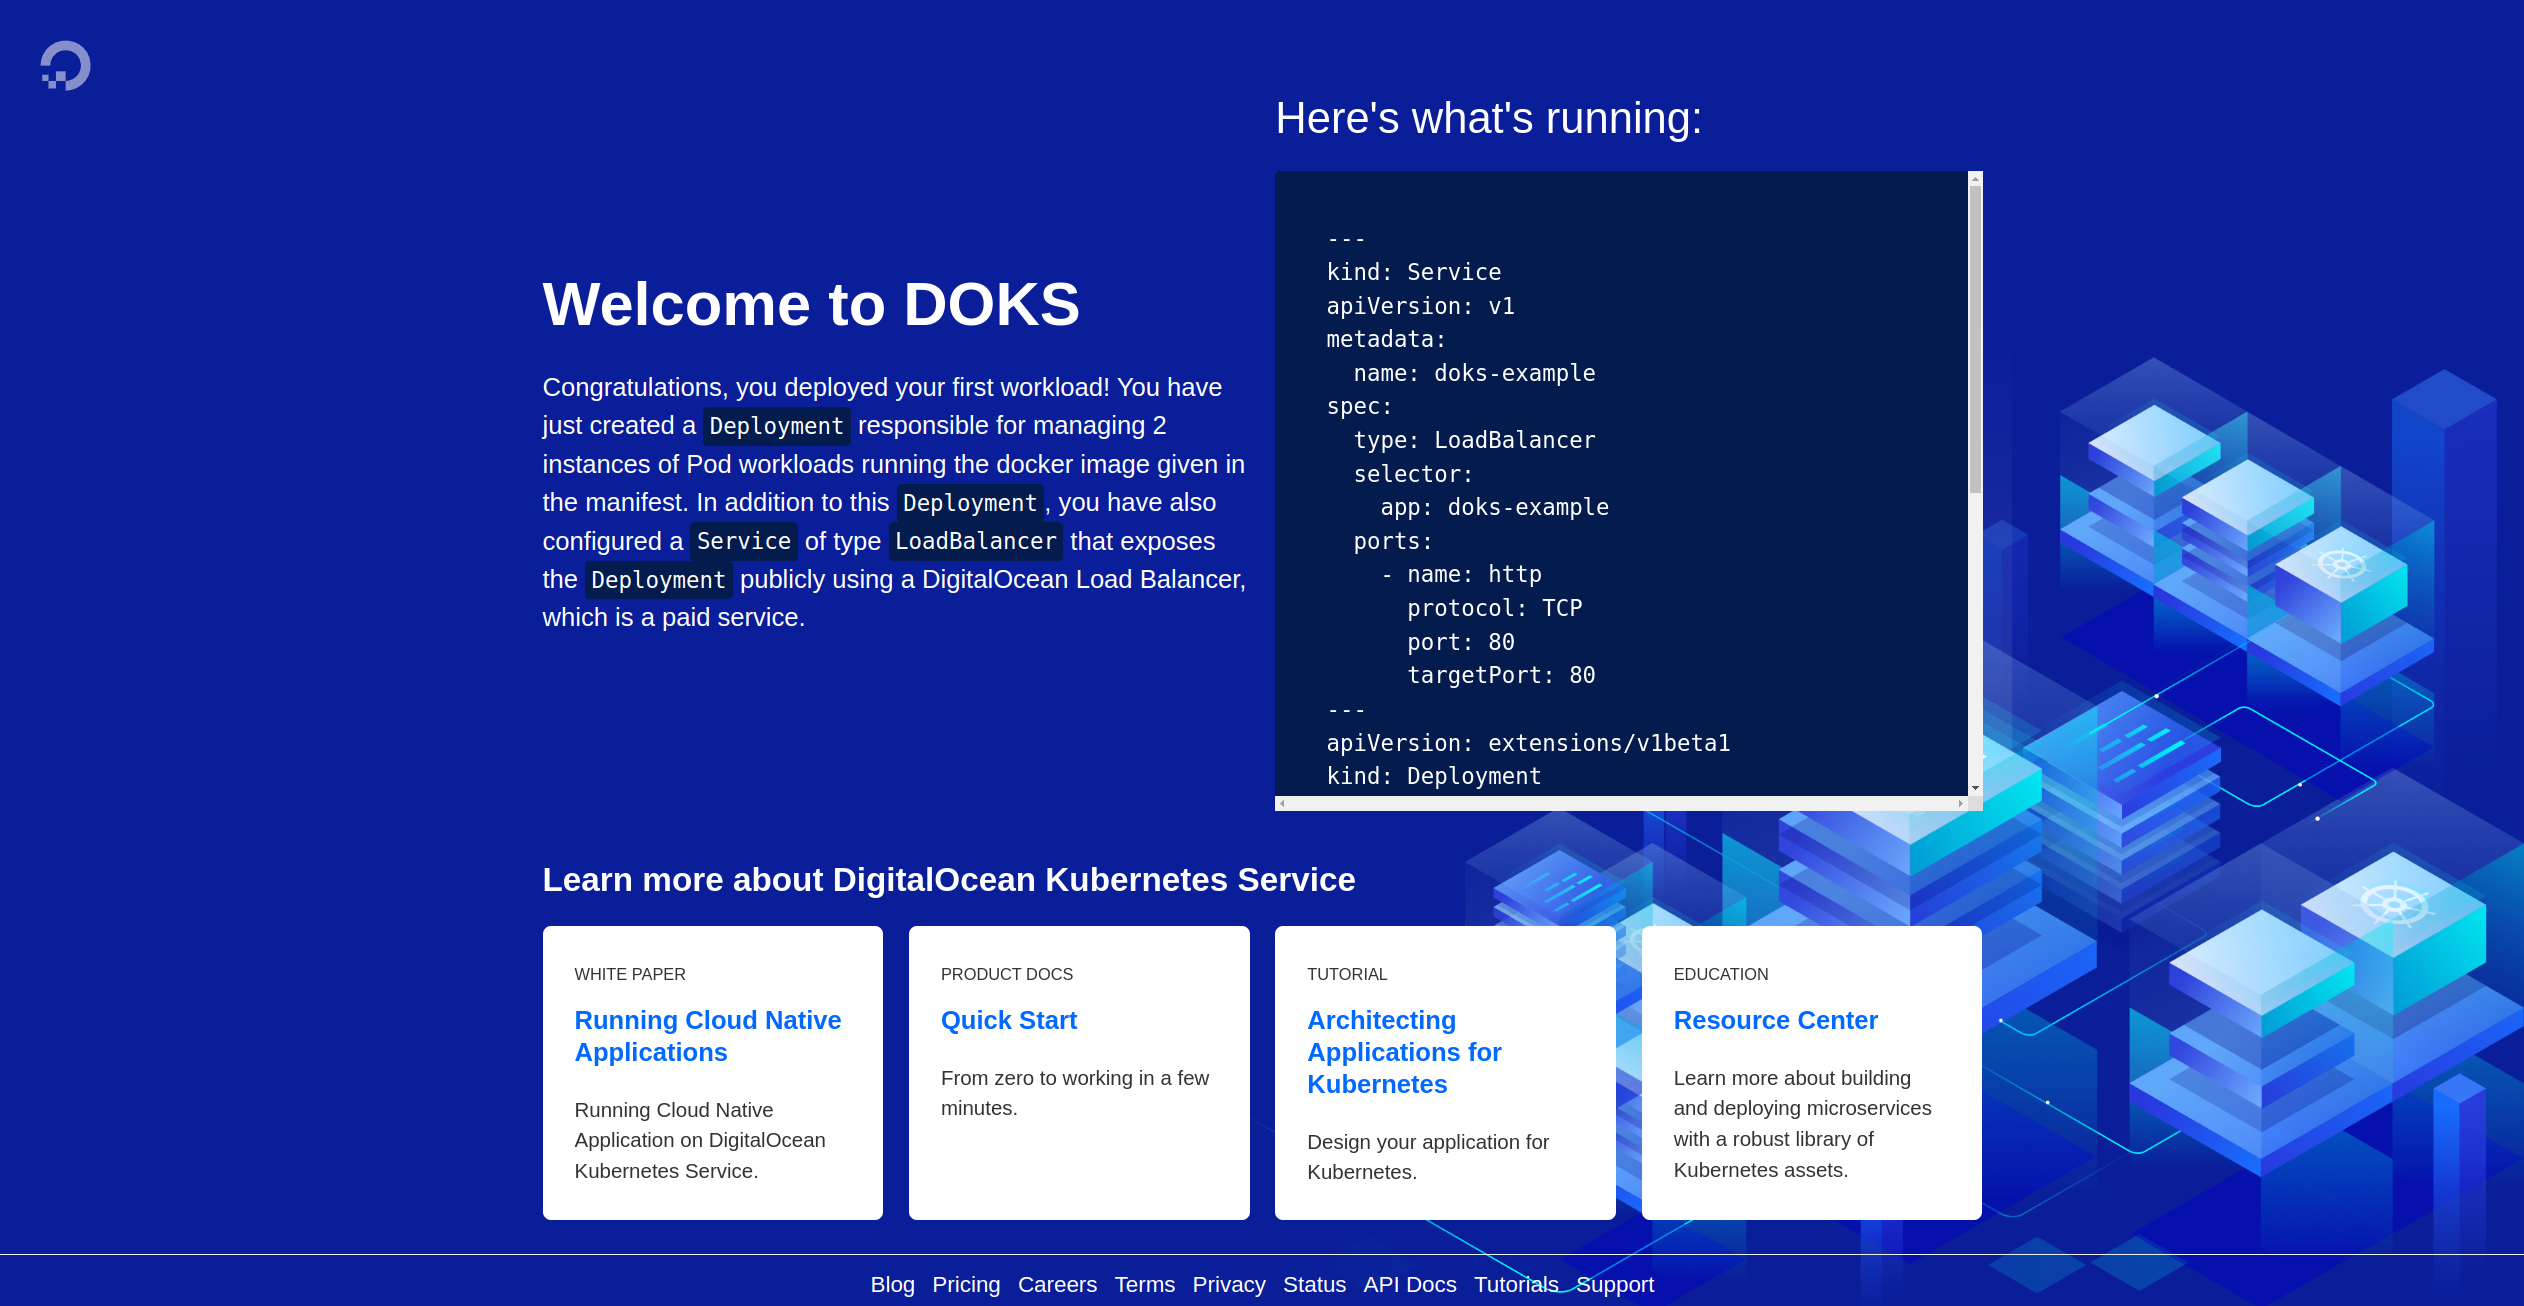 Here's what's running:
---
kind: Service
apiVersion: v1
metadata:
  name: doks-example
spec:
  type: LoadBalancer
  selector:
    app: doks-example
  ports:
    - name: http
      protocol: TCP
      port: 80
      targetPort: 80
---
apiVersion: extensions/v1beta1
kind: Deployment
Welcome to DOKS
Congratulations, you deployed your first workload! You have
just created a Deployment responsible for managing 2
instances of Pod workloads running the docker image given in
the manifest. In addition to this Deployment, you have also
configured a Service of type LoadBalancer that exposes
the Deployment publicly using a DigitalOcean Load Balancer,
which is a paid service.
Learn more about DigitalOcean Kubernetes Service
WHITE PAPER
Running Cloud Native
Applications
Running Cloud Native
Application on DigitalOcean
Kubernetes Service.
PRODUCT DOCS
Quick Start
From zero to working in a few
minutes.
TUTORIAL
Architecting
Applications for
Kubernetes
Design your application for
Kubernetes.
EDUCATION
Resource Center
Learn more about building
and deploying microservices
with a robust library of
Kubernetes assets.
Blog Pricing Careers Terms Privacy Status API Docs Tutorials Support